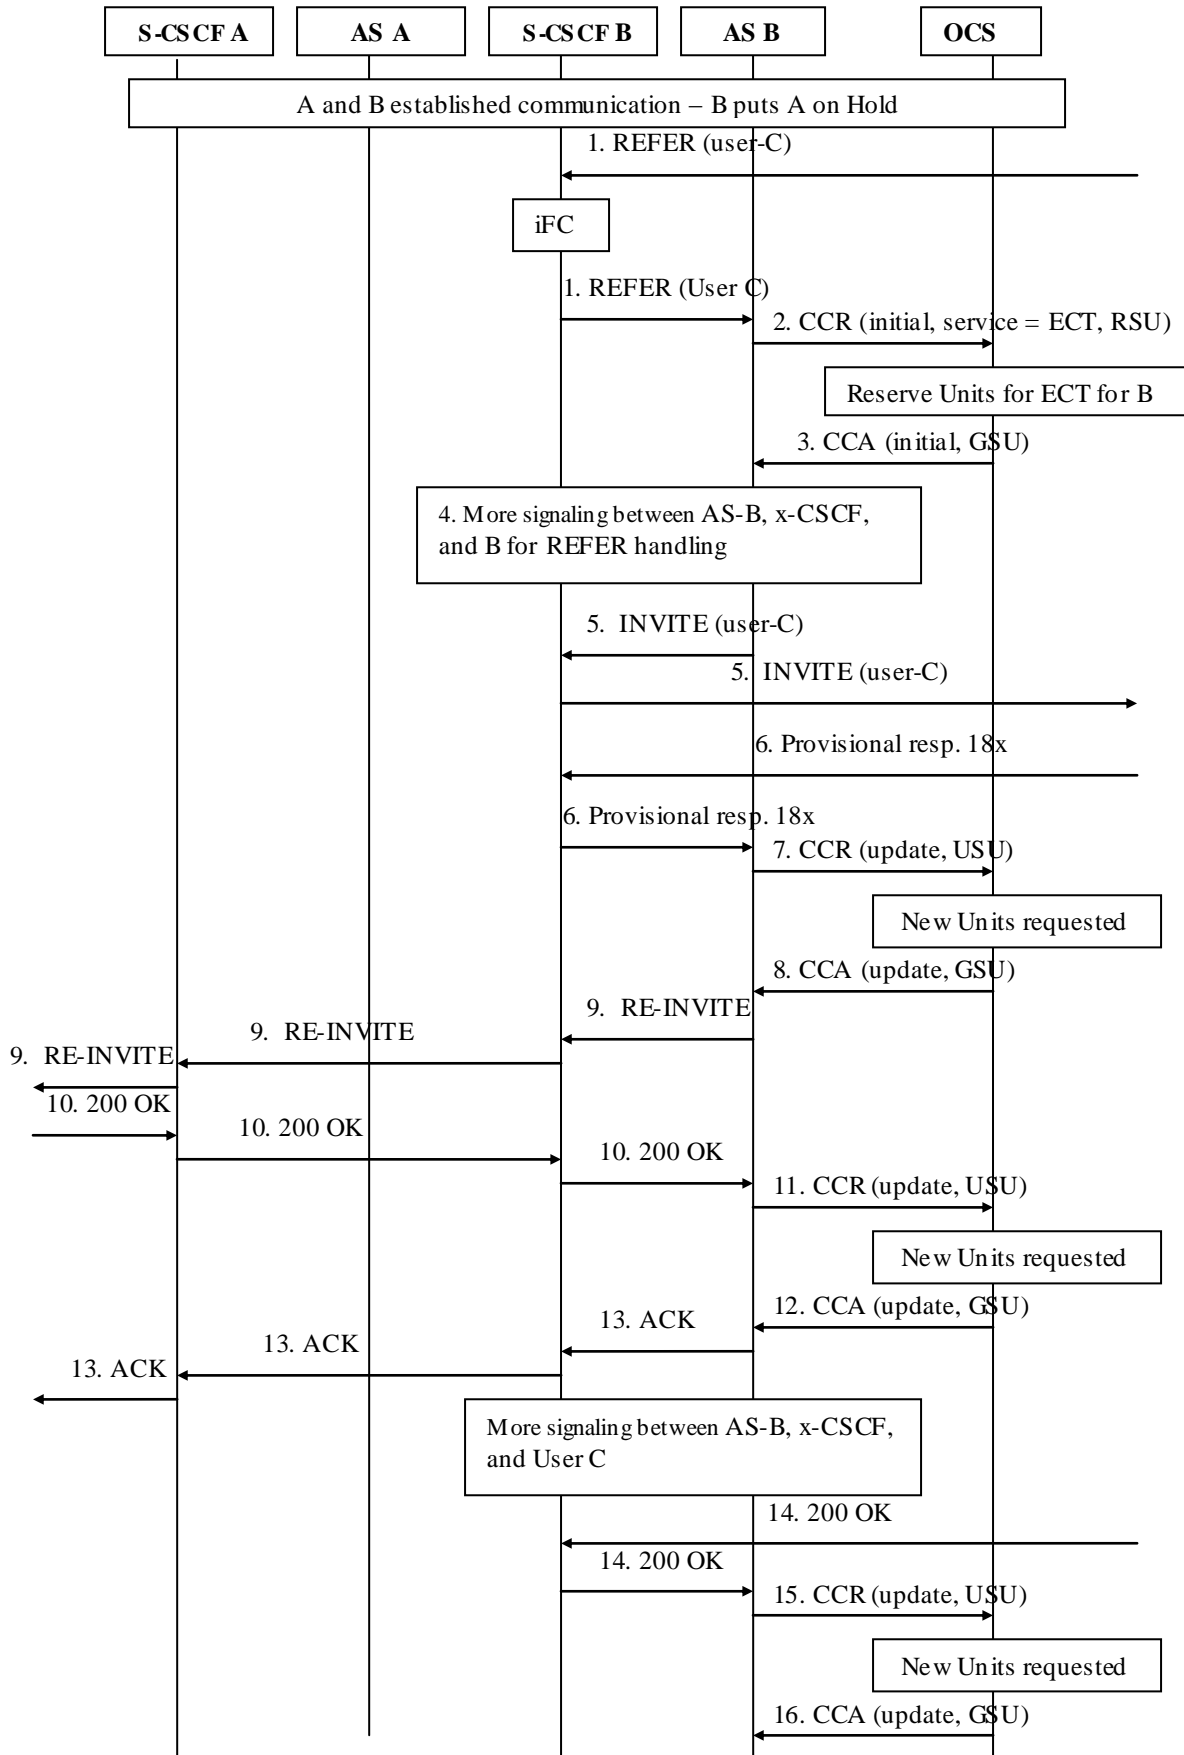 S-CSCF A
AS A
S-CSCF B
AS B
OCS
A and B established communication – B puts A on Hold
1. REFER (user-C)
iFC
1. REFER (User C)
2. CCR (initial, service = ECT, RSU)
Reserve Units for ECT for B
3. CCA (initial, GSU)
4. More signaling between AS-B, x-CSCF,
and B for REFER handling
5. INVITE (user-C)
5. INVITE (user-C)
6. Provisional resp. 18x
6. Provisional resp. 18x
7. CCR (update, USU)
New Units requested
8. CCA (update, GSU)
9. RE-INVITE
9. RE-INVITE
9. RE-INVITE
10. 200 OK
10. 200 OK
10. 200 OK
11. CCR (update, USU)
New Units requested
12. CCA (update, GSU)
13. ACK
13. ACK
13. ACK
More signaling between AS-B, x-CSCF,
and User C
14. 200 OK
14. 200 OK
15. CCR (update, USU)
New Units requested
16. CCA (update, GSU)